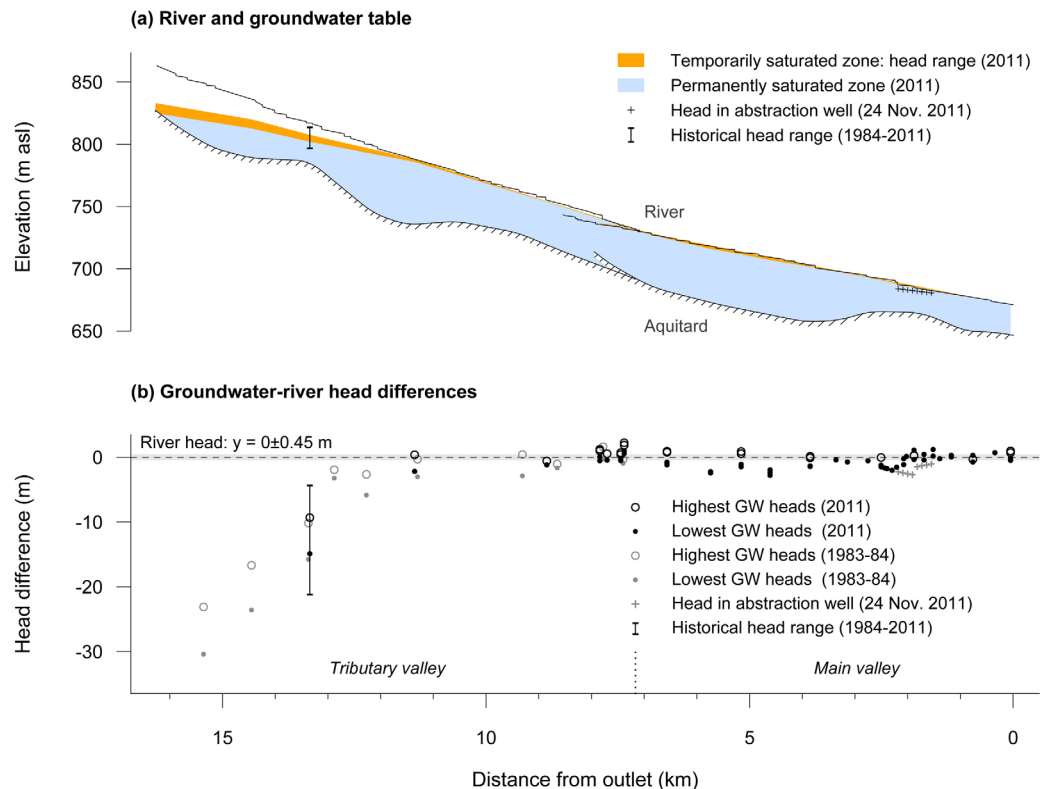 (a) River and groundwater table
850
800
750
700
650
Elevation (m asl)
Temporarily saturated zone: head range (2011)
Permanently saturated zone (2011)
Head in abstraction well (24 Nov. 2011)
Historical head range (1984-2011)
River
Aquitard
(b) Groundwater-river head differences
River head: y = 0±0.45 m
0
-10
-20
-30
Head difference (m)
Highest GW heads (2011)
Lowest GW heads (2011)
Highest GW heads (1983-84)
Lowest GW heads (1983-84)
Head in abstraction well (24 Nov. 2011)
Historical head range (1984-2011)
Tributary valley
Main valley
15 10 5 0
Distance from outlet (km)